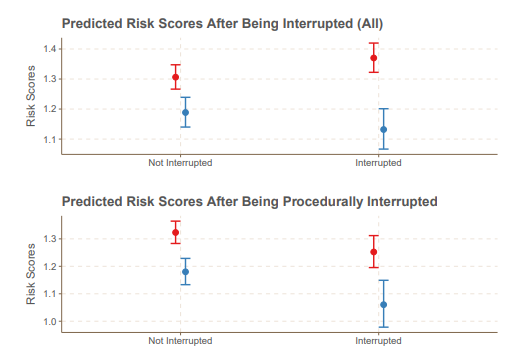 Predicted Risk Scores After Being Interrupted (All)
Risk Scores
1.4
1.3
1.2
1.1
Not Interrupted
Interrupted
Predicted Risk Scores After Being Procedurally Interrupted
Risk Scores
1.3
1.2
1.1
1.0
Not Interrupted
Interrupted